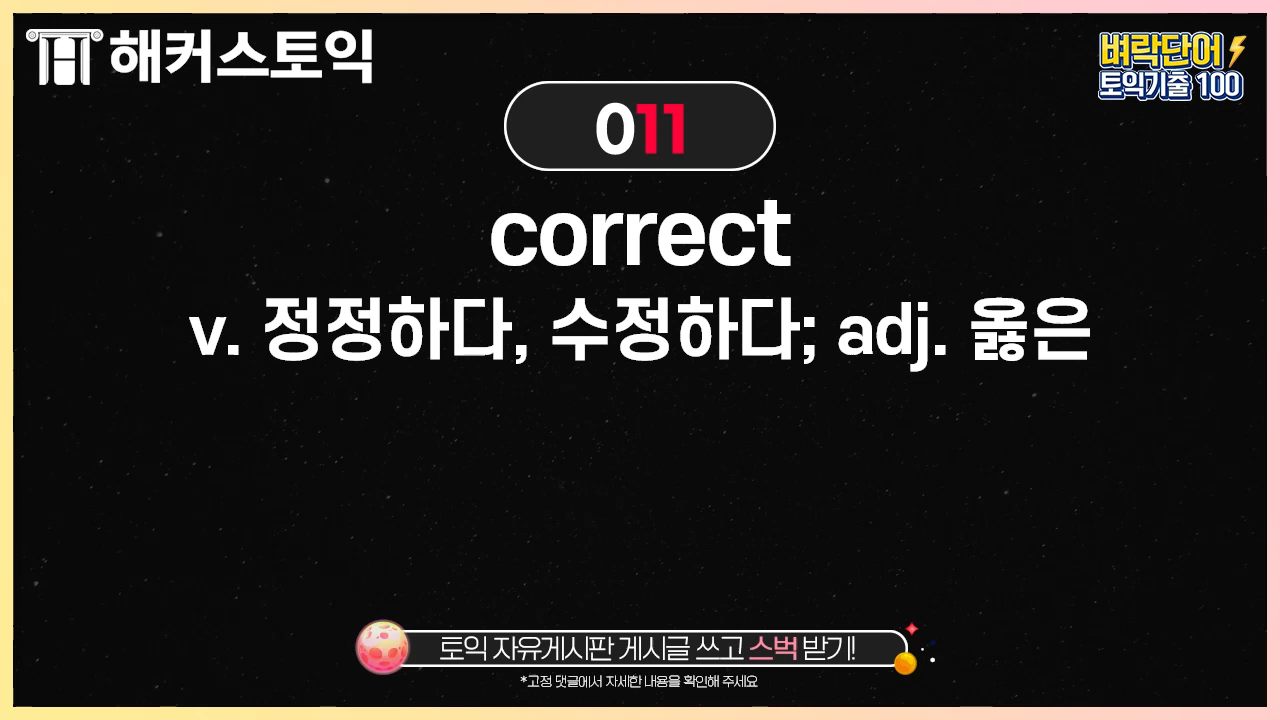 해커스토익
벼락단어
토익기출 100
011
correct
v. 정정하다, 수정하다; adj. 옳은
토익 자유게시판 게시글 쓰고 스벅 받기!
*고정 댓글에서 자세한 내용을 확인해 주세요